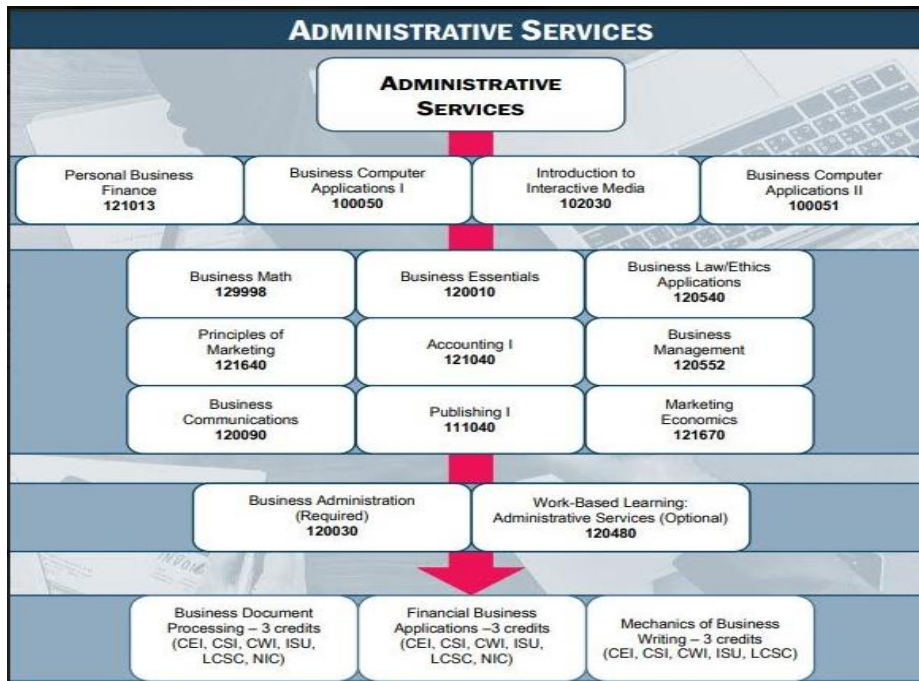 ADMINISTRATIVE SERVICES
ADMINISTRATIVE
SERVICES
Personal Business
Finance
121013
Business Computer
Applications I
100050
Introduction to
Interactive Media
102030
Business Computer
Applications II
100051
Business Math
129998
Business Essentials
120010
Business Law/Ethics
Applications
120540
Principles of
Marketing
121640
Accounting I
121040
Business
Management
120552
Business
Communications
120090
Publishing I
111040
Marketing
Economics
121670
Business Administration
(Required)
120030
Work-Based Learning:
Administrative Services (Optional)
120480
INVOICE
Business Document
Processing – 3 credits
(CEI, CSI, CWI, ISU,
LCSC, NIC)
Financial Business
Applications –3 credits
(CEI, CSI, CWI, ISU,
LCSC, NIC)
Mechanics of Business
Writing – 3 credits
(CEI, CSI, CWI, ISU, LCSC)